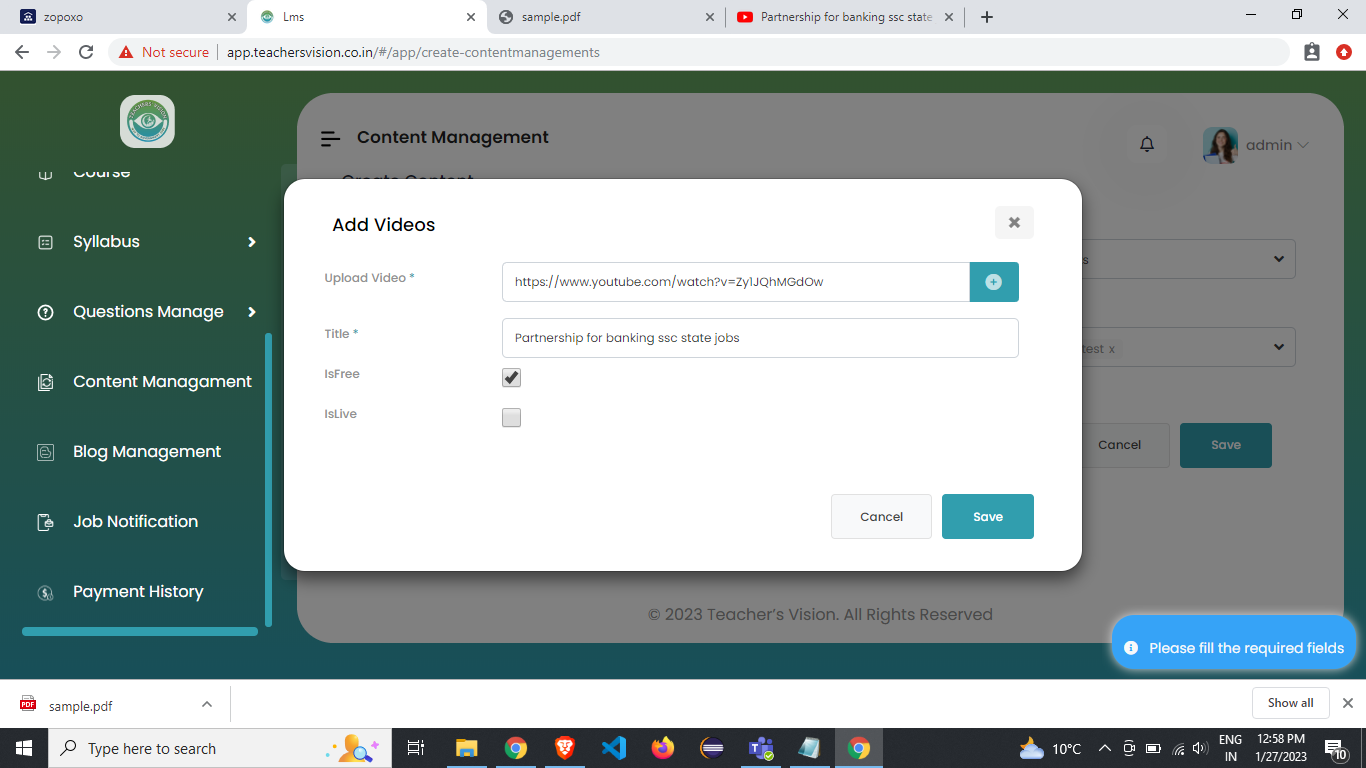 zopoxo
Lms
sample.pdf
Partnership for banking ssc state
Not secure
app.teachersvision.co.in/#/app/create-contentmanagements
Content Management
admin
Course
Create Content
Syllabus
Questions Manage
Content Managament
Blog Management
Job Notification
Payment History
Add Videos
Upload Video *
https://www.youtube.com/watch?v=Zy1JQhMGdOw
Title *
Partnership for banking ssc state jobs
IsFree
IsLive
Cancel
Save
s
test x
Cancel
Save
© 2023 Teacher's Vision. All Rights Reserved
Please fill the required fields
PDF
sample.pdf
Show all
Type here to search
10°C
ENG
IN
12:58 PM
1/27/2023
10